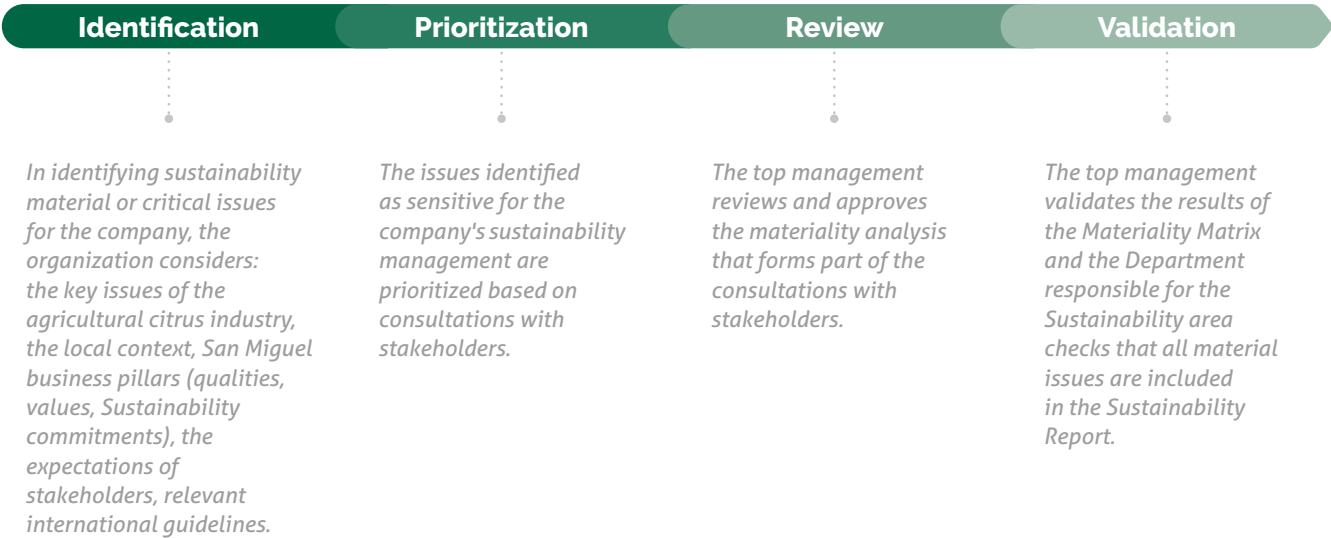 Identification
Prioritization
Review
Validation
In identifying sustainability
material or critical issues
for the company, the
organization considers:
the key issues of the
agricultural citrus industry,
the local context, San Miguel
business pillars (qualities,
values, Sustainability
commitments), the
expectations of
stakeholders, relevant
international guidelines.
The issues identified
as sensitive for the
company's sustainability
management are
prioritized based on
consultations with
stakeholders.
The top management
reviews and approves
the materiality analysis
that forms part of the
consultations with
stakeholders.
The top management
validates the results of
the Materiality Matrix
and the Department
responsible for the
Sustainability area
checks that all material
issues are included
in the Sustainability
Report.